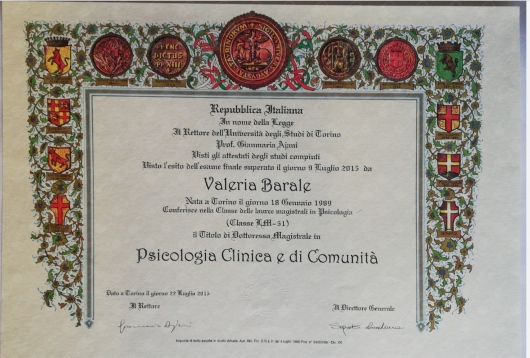 Repubblica Italiana
In nome della Legge
Il Rettore dell'Università degli Studi di Torino
Prof. Gianmaria Ajani
Visti gli attestati degli studi compiuti
Visto l'esito dell'esame finale superato il giorno 9 Luglio 2015 da
Valeria Barale
Nata a Torino il giorno 18 Gennaio 1989
Conferisce nella Classe delle lauree magistrali in Psicologia
(Classe LM-51)
il Titolo di Dottoressa Magistrale in
Psicologia Clinica e di Comunità
Data a Torino il giorno 22 Luglio 2015
Il Rettore
Il Direttore Generale